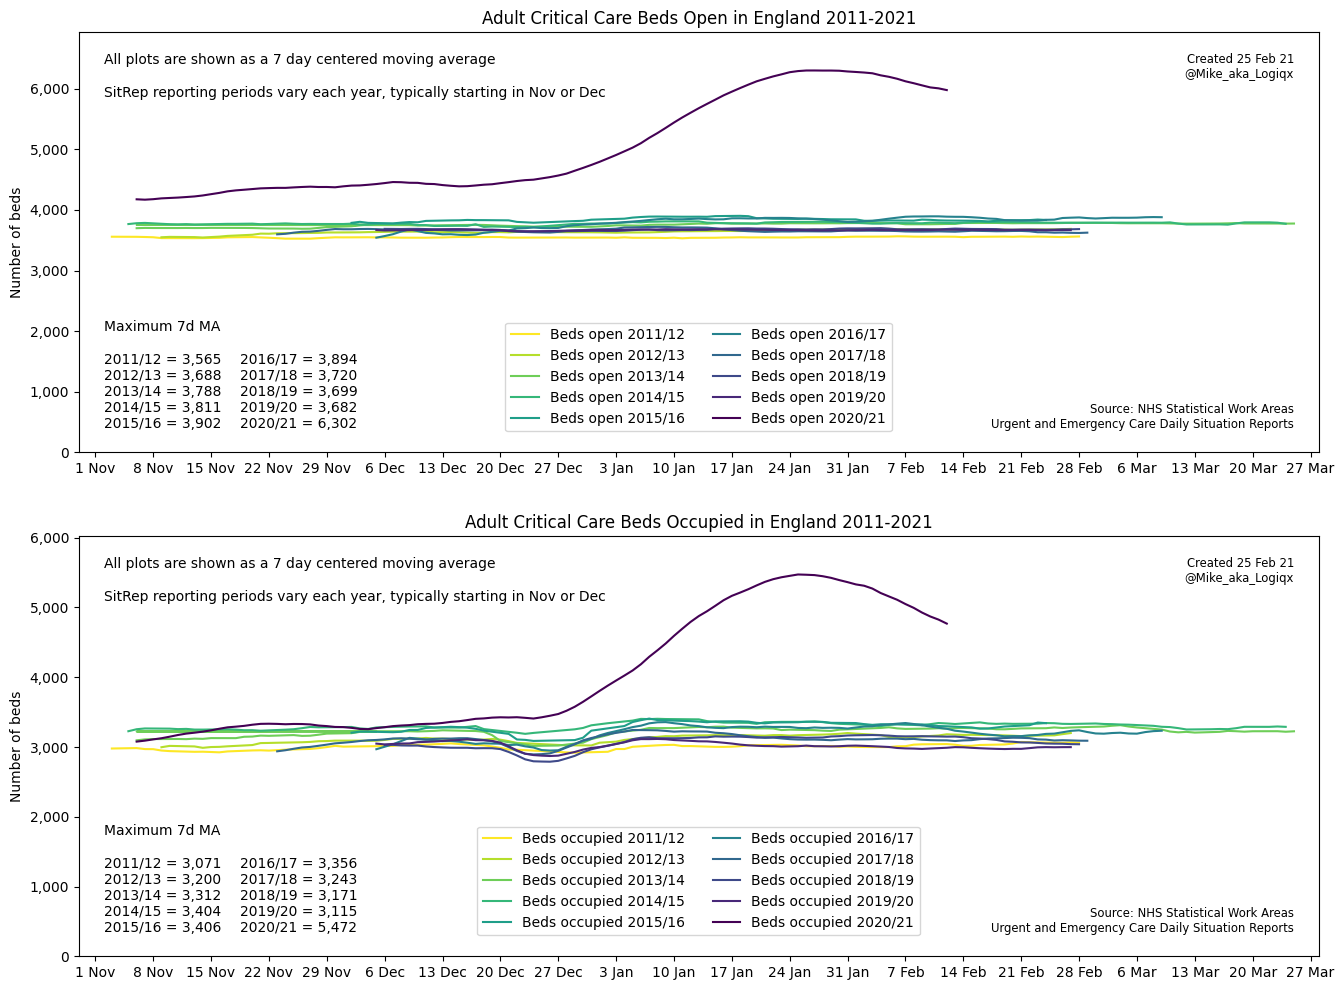 Adult Critical Care Beds Open in England 2011-2021
All plots are shown as a 7 day centered moving average
Created 25 Feb 21
@Mike_aka_Logiqx
SitRep reporting periods vary each year, typically starting in Nov or Dec
6,000
5,000
4,000
3,000
2,000
1,000
0
Number of beds
Maximum 7d MA
2011/12 = 3,565 2016/17 = 3,894
2012/13 = 3,688 2017/18 = 3,720
2013/14 = 3,788 2018/19 = 3,699
2014/15 = 3,811 2019/20 = 3,682
2015/16 = 3,902 2020/21 = 6,302
Beds open 2011/12 Beds open 2016/17
Beds open 2012/13 Beds open 2017/18
Beds open 2013/14 Beds open 2018/19
Beds open 2014/15 Beds open 2019/20
Beds open 2015/16 Beds open 2020/21
Source: NHS Statistical Work Areas
Urgent and Emergency Care Daily Situation Reports
1 Nov 8 Nov 15 Nov 22 Nov 29 Nov 6 Dec 13 Dec 20 Dec 27 Dec 3 Jan 10 Jan 17 Jan 24 Jan 31 Jan 7 Feb 14 Feb 21 Feb 28 Feb 6 Mar 13 Mar 20 Mar 27 Mar
Adult Critical Care Beds Occupied in England 2011-2021
All plots are shown as a 7 day centered moving average
Created 25 Feb 21
@Mike_aka_Logiqx
SitRep reporting periods vary each year, typically starting in Nov or Dec
6,000
5,000
4,000
3,000
2,000
1,000
0
Number of beds
Maximum 7d MA
2011/12 = 3,071 2016/17 = 3,356
2012/13 = 3,200 2017/18 = 3,243
2013/14 = 3,312 2018/19 = 3,171
2014/15 = 3,404 2019/20 = 3,115
2015/16 = 3,406 2020/21 = 5,472
Beds occupied 2011/12 Beds occupied 2016/17
Beds occupied 2012/13 Beds occupied 2017/18
Beds occupied 2013/14 Beds occupied 2018/19
Beds occupied 2014/15 Beds occupied 2019/20
Beds occupied 2015/16 Beds occupied 2020/21
Source: NHS Statistical Work Areas
Urgent and Emergency Care Daily Situation Reports
1 Nov 8 Nov 15 Nov 22 Nov 29 Nov 6 Dec 13 Dec 20 Dec 27 Dec 3 Jan 10 Jan 17 Jan 24 Jan 31 Jan 7 Feb 14 Feb 21 Feb 28 Feb 6 Mar 13 Mar 20 Mar 27 Mar